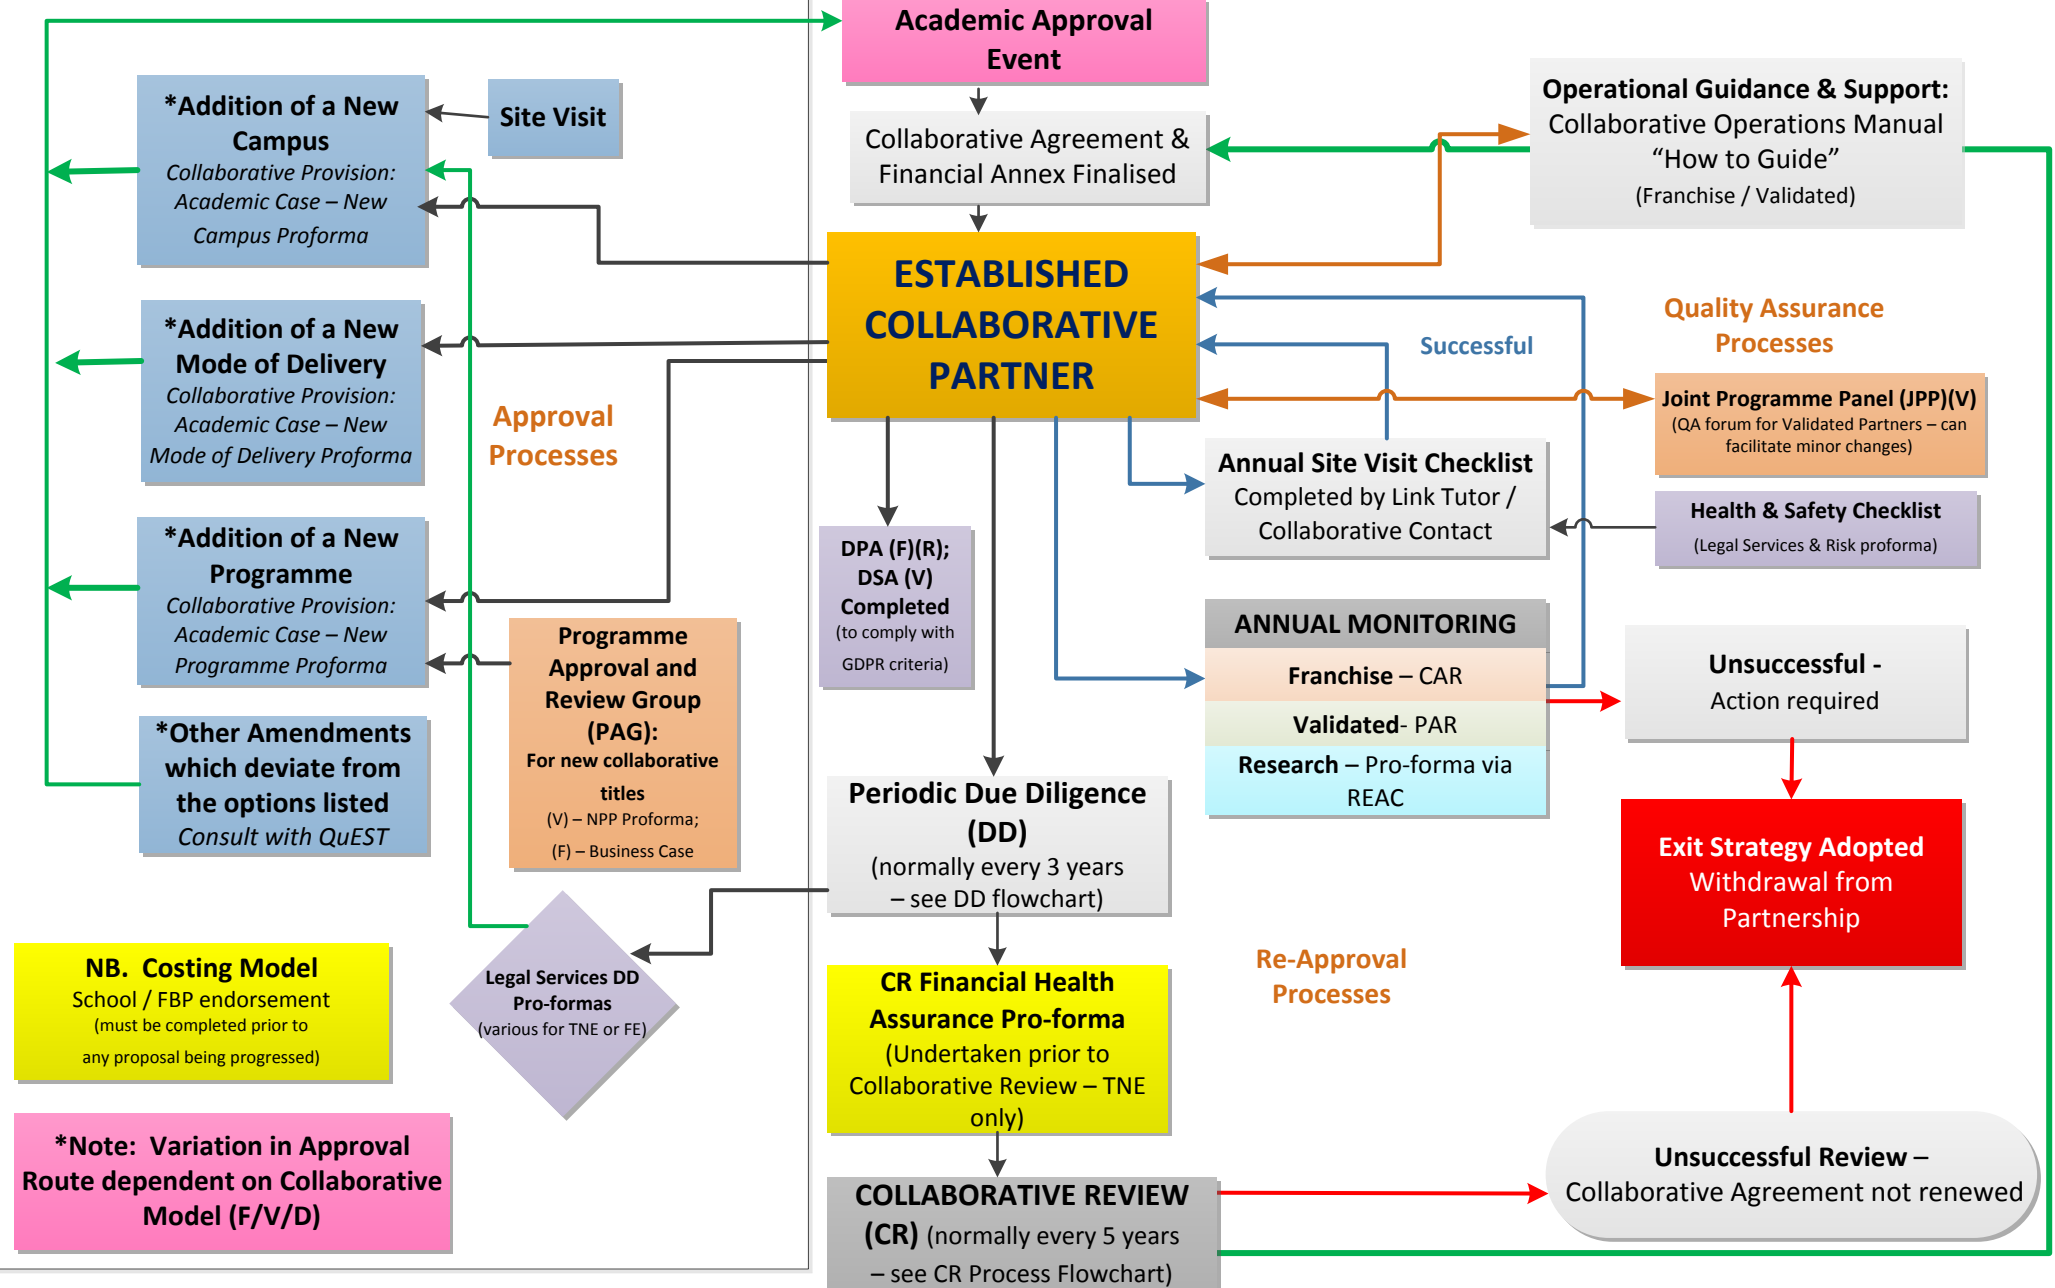 Academic Approval
Event
*Addition of a New
Campus
Collaborative Provision:
Academic Case – New
Campus Proforma
Site Visit
Collaborative Agreement &
Financial Annex Finalised
Operational Guidance & Support:
Collaborative Operations Manual
“How to Guide”
(Franchise / Validated)
ESTABLISHED
COLLABORATIVE
PARTNER
*Addition of a New
Mode of Delivery
Collaborative Provision:
Academic Case – New
Mode of Delivery Proforma
Approval
Processes
Successful
Quality Assurance
Processes
Joint Programme Panel (JPP)(V)
(QA forum for Validated Partners – can
facilitate minor changes)
Annual Site Visit Checklist
Completed by Link Tutor /
Collaborative Contact
Health & Safety Checklist
(Legal Services & Risk proforma)
*Addition of a New
Programme
Collaborative Provision:
Academic Case – New
Programme Proforma
DPA (F)(R);
DSA (V)
Completed
(to comply with
GDPR criteria)
Programme
Approval and
Review Group
(PAG):
For new collaborative
titles
(V) – NPP Proforma;
(F) – Business Case
ANNUAL MONITORING
Franchise – CAR
Validated- PAR
Research – Pro-forma via
REAC
Unsuccessful -
Action required
*Other Amendments
which deviate from
the options listed
Consult with QuEST
Periodic Due Diligence
(DD)
(normally every 3 years
– see DD flowchart)
Exit Strategy Adopted
Withdrawal from
Partnership
NB.  Costing Model
School / FBP endorsement
(must be completed prior to
any proposal being progressed)
Legal Services DD
Pro-formas
(various for TNE or FE)
CR Financial Health
Assurance Pro-forma
(Undertaken prior to
Collaborative Review – TNE
only)
Re-Approval
Processes
*Note:  Variation in Approval
Route dependent on Collaborative
Model (F/V/D)
COLLABORATIVE REVIEW
(CR) (normally every 5 years
– see CR Process Flowchart)
Unsuccessful Review –
Collaborative Agreement not renewed